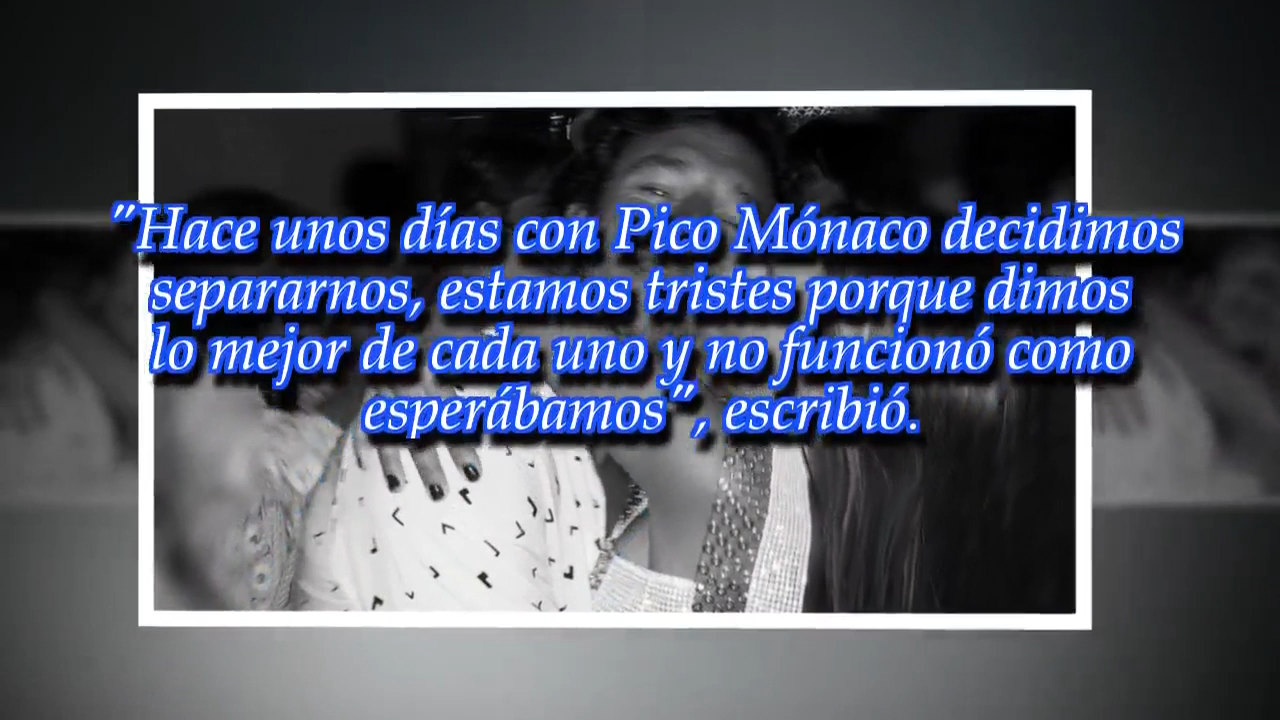 "Hace unos días con Pico Mónaco decidimos
separarnos, estamos tristes porque dimos
lo mejor de cada uno y no funcionó como
esperábamos", escribió.